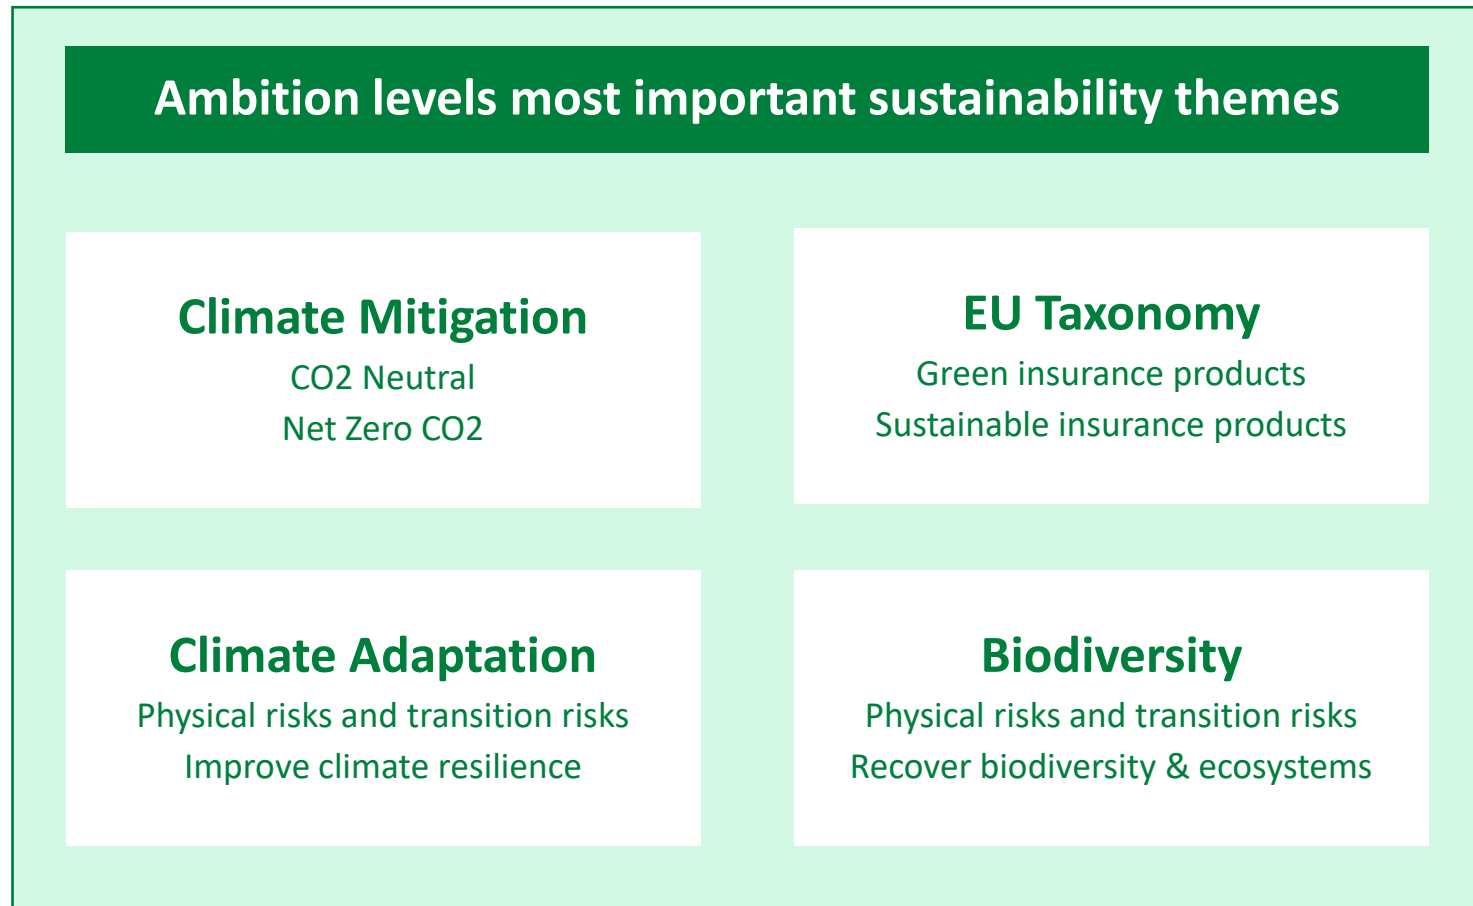 Ambition levels most important sustainability themes
Climate Mitigation
CO2 Neutral
Net Zero CO2
EU Taxonomy
Green insurance products
Sustainable insurance products
Climate Adaptation
Physical risks and transition risks
Improve climate resilience
Biodiversity
Physical risks and transition risks
Recover biodiversity & ecosystems